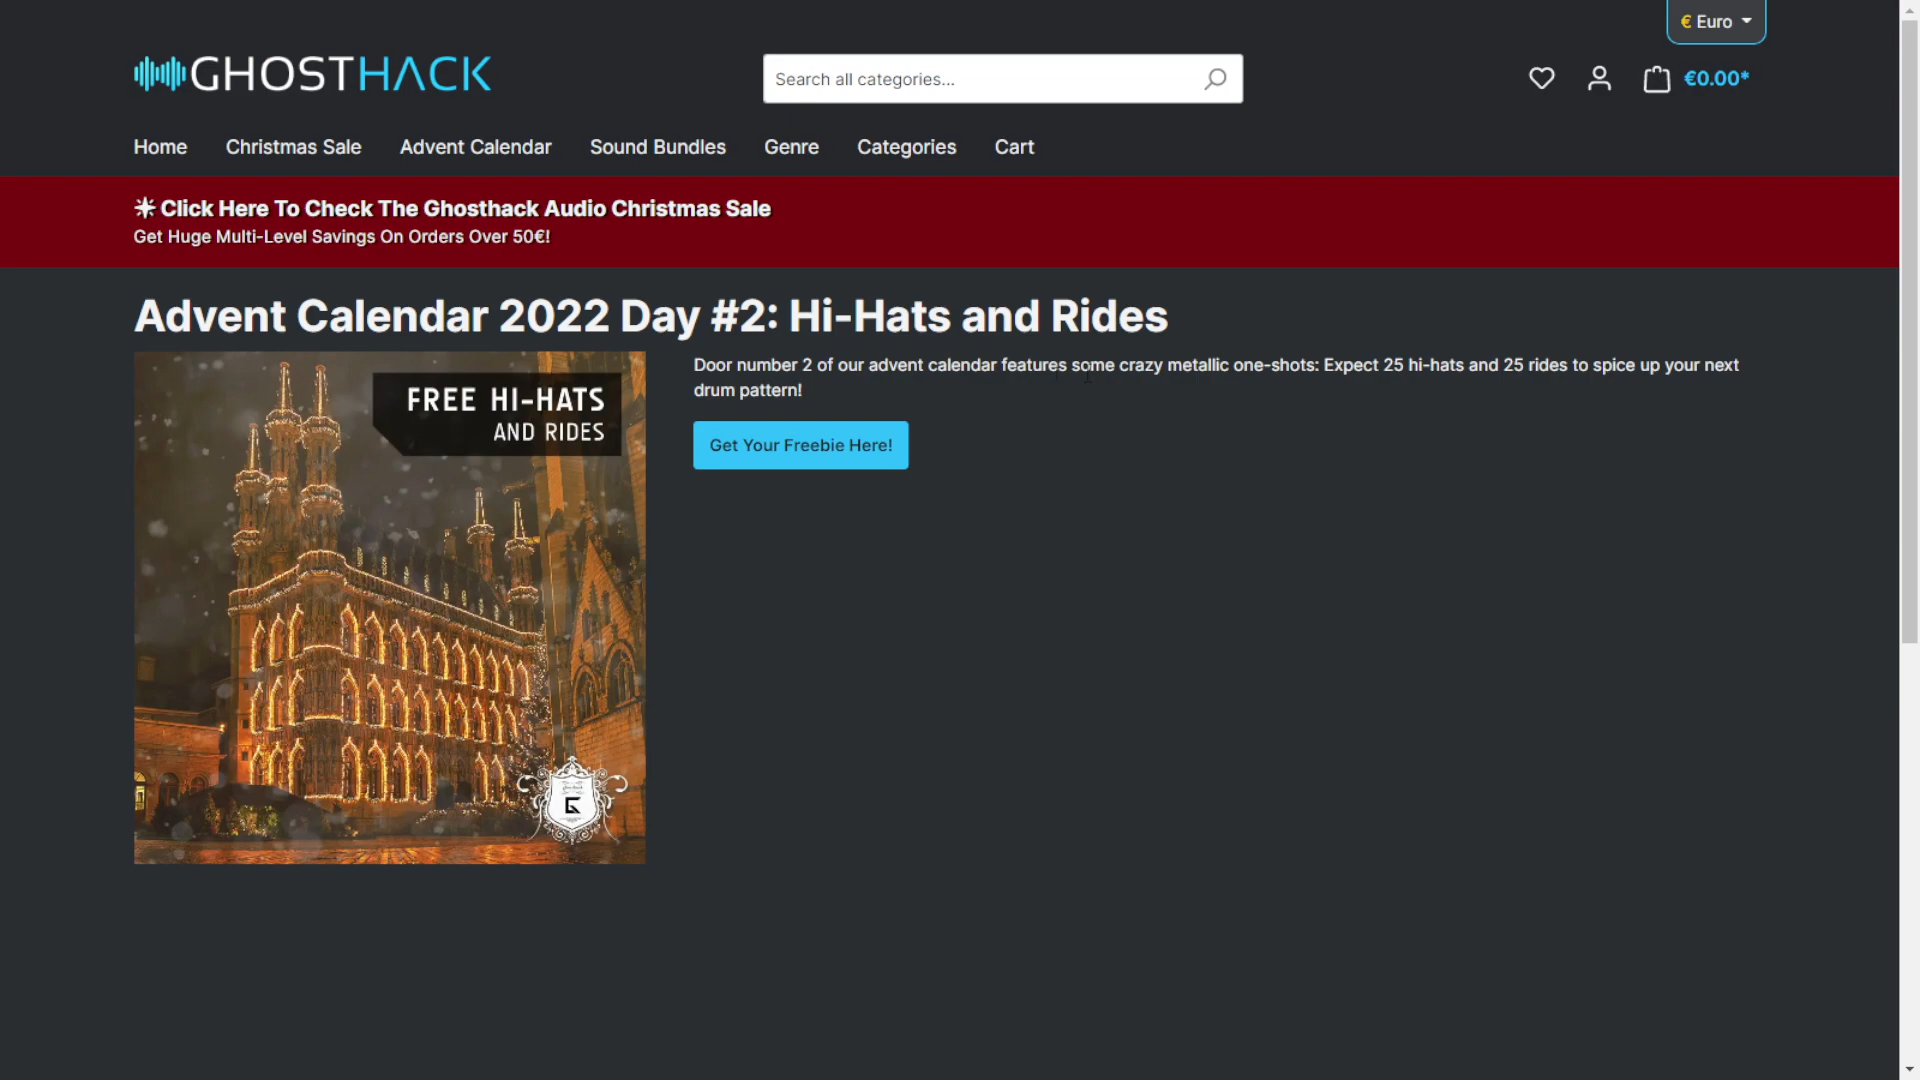 € Euro
GHOSTHACK
Search all categories...
€0.00*
Home
Christmas Sale
Advent Calendar
Sound Bundles
Genre
Categories
Cart
Click Here To Check The Ghosthack Audio Christmas Sale
Get Huge Multi-Level Savings On Orders Over 50€!
Advent Calendar 2022 Day #2: Hi-Hats and Rides
FREE HI-HATS
AND RIDES
Door number 2 of our advent calendar features some crazy metallic one-shots: Expect 25 hi-hats and 25 rides to spice up your next
drum pattern!
Get Your Freebie Here!